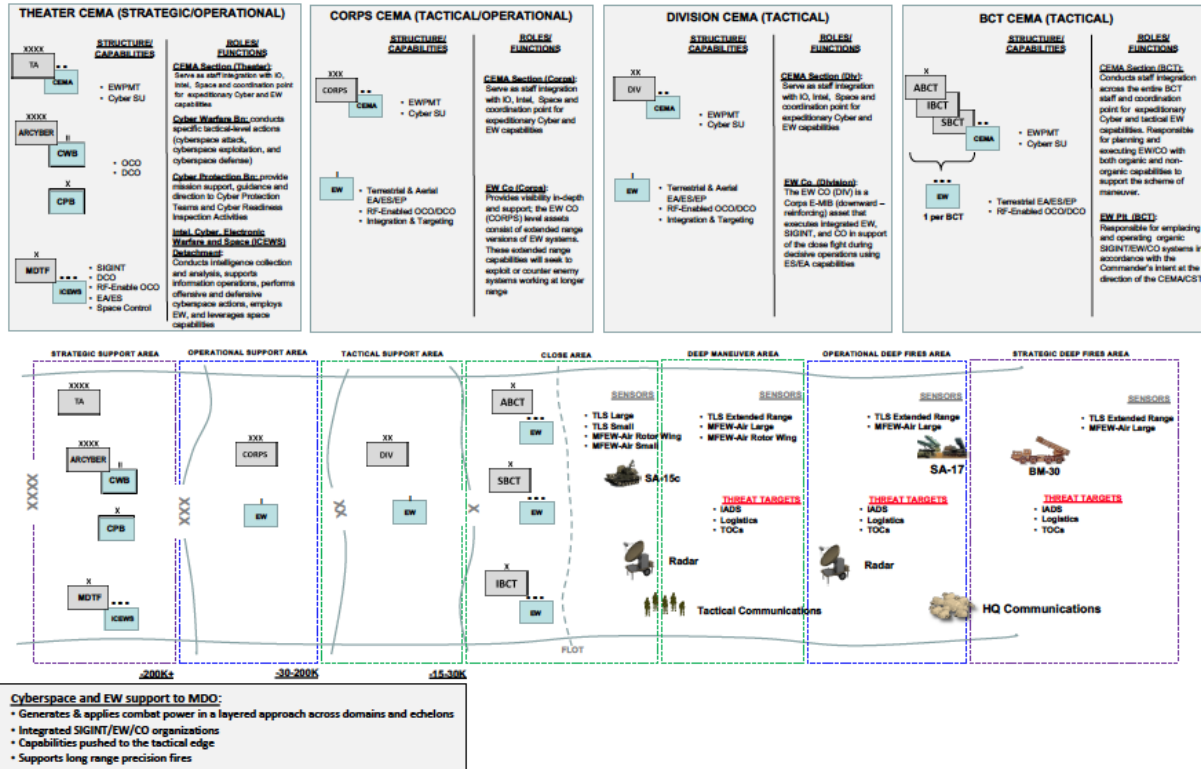 THEATER CEMA (STRATEGIC/OPERATIONAL)
XXXX
TA
CEMA
XXXX
ARCYBER
II
CWB
X
CPB
X
MDTF
ICEWS
STRUCTURE/
CAPABILITIES
• EWPMT
• Cyber SU
• OCO
• DCO
• SIGINT
• DCO
• RF-Enable OCO
• EA/ES
• Space Control
ROLES/
FUNCTIONS
CEMA Section (Theater):
Serve as staff integration with IO,
Intel, Space and coordination point
for expeditionary Cyber and EW
capabilities
Cyber Warfare Bn: conducts
specific tactical-level actions
(cyberspace attack,
cyberspace exploitation, and
cyberspace defense)
Cyber Protection Bn: provide
mission support, guidance and
direction to Cyber Protection
Teams and Cyber Readiness
Inspection Activities
Intel, Cyber, Electronic
Warfare and Space (ICEWS)
Detachment:
Conducts intelligence collection
and analysis, supports
information operations, performs
offensive and defensive
cyberspace actions, employs
EW, and leverages space
capabilities
CORPS CEMA (TACTICAL/OPERATIONAL)
XXX
CORPS
CEMA
I
EW
STRUCTURE/
CAPABILITIES
• EWPMT
• Cyber SU
• Terrestrial & Aerial
EA/ES/EP
• RF-Enabled OCO/DCO
• Integration & Targeting
ROLES/
FUNCTIONS
CEMA Section (Corps):
Serve as staff integration with
IO, Intel, Space and
coordination point for
expeditionary Cyber and
EW capabilities
EW Co (Corps):
Provides visibility in-depth
and support; the EW CO
(CORPS) level assets
consist of extended range
versions of EW systems.
These extended range
capabilities will seek to
exploit or counter enemy
systems working at longer
range
DIVISION CEMA (TACTICAL)
XX
DIV
CEMA
I
EW
STRUCTURE/
CAPABILITIES
• EWPMT
• Cyber SU
• Terrestrial & Aerial
EA/ES/EP
• RF-Enabled OCO/DCO
• Integration & Targeting
ROLES/
FUNCTIONS
CEMA Section (Div):
Serve as staff integration
with IO, Intel, Space and
coordination point for
expeditionary Cyber and
EW capabilities
EW Co. (Division):
The EW CO (DIV) is a
Corps E-MIB (downward –
reinforcing) asset that
executes integrated EW,
SIGINT, and CO in support
of the close fight during
decisive operations using
ES/EA capabilities
BCT CEMA (TACTICAL)
X
ABCT
IBCT
SBCT
CEMA
EW
1 per BCT
STRUCTURE/
CAPABILITIES
• EWPMT
• Cyberr SU
• Terrestrial EA/ES/EP
• RF-Enabled OCO/DCO
ROLES/
FUNCTIONS
CEMA Section (BCT):
Conducts staff integration
across the entire BCT
staff and coordination
point for expeditionary
Cyber and tactical EW
capabilities. Responsible
for planning and
executing EW/CO with
both organic and non-
organic capabilities to
support the scheme of
maneuver.
EW Plt. (BCT):
Responsible for emplacing
and operating organic
SIGINT/EW/CO systems in
accordance with the
Commander's intent at the
direction of the CEMA/CST
STRATEGIC SUPPORT AREA
XXXX
TA
XXXX
ARCYBER
II
CWB
X
CPB
X
MDTF
ICEWS
XXXX
OPERATIONAL SUPPORT AREA
XXX
CORPS
I
EW
XXX
TACTICAL SUPPORT AREA
XX
DIV
I
EW
XX
CLOSE AREA
X
ABCT
EW
X
SBCT
EW
X
IBCT
EW
X
SENSORS
• TLS Large
• TLS Small
• MFEW-Air Rotor Wing
• MFEW-Air Small
SA-15c
Radar
FLOT
DEEP MANEUVER AREA
SENSORS
• TLS Extended Range
• MFEW-Air Large
• MFEW-Air Rotor Wing
THREAT TARGETS
• IADS
• Logistics
• TOCs
Tactical Communications
OPERATIONAL DEEP FIRES AREA
SENSORS
• TLS Extended Range
• MFEW-Air Large
SA-17
THREAT TARGETS
• IADS
• Logistics
• TOCs
Radar
STRATEGIC DEEP FIRES AREA
SENSORS
• TLS Extended Range
• MFEW-Air Large
BM-30
THREAT TARGETS
• IADS
• Logistics
• TOCs
HQ Communications
-200K+
-30-200K
-15-30K
Cyberspace and EW support to MDO:
• Generates & applies combat power in a layered approach across domains and echelons
• Integrated SIGINT/EW/CO organizations
• Capabilities pushed to the tactical edge
• Supports long range precision fires